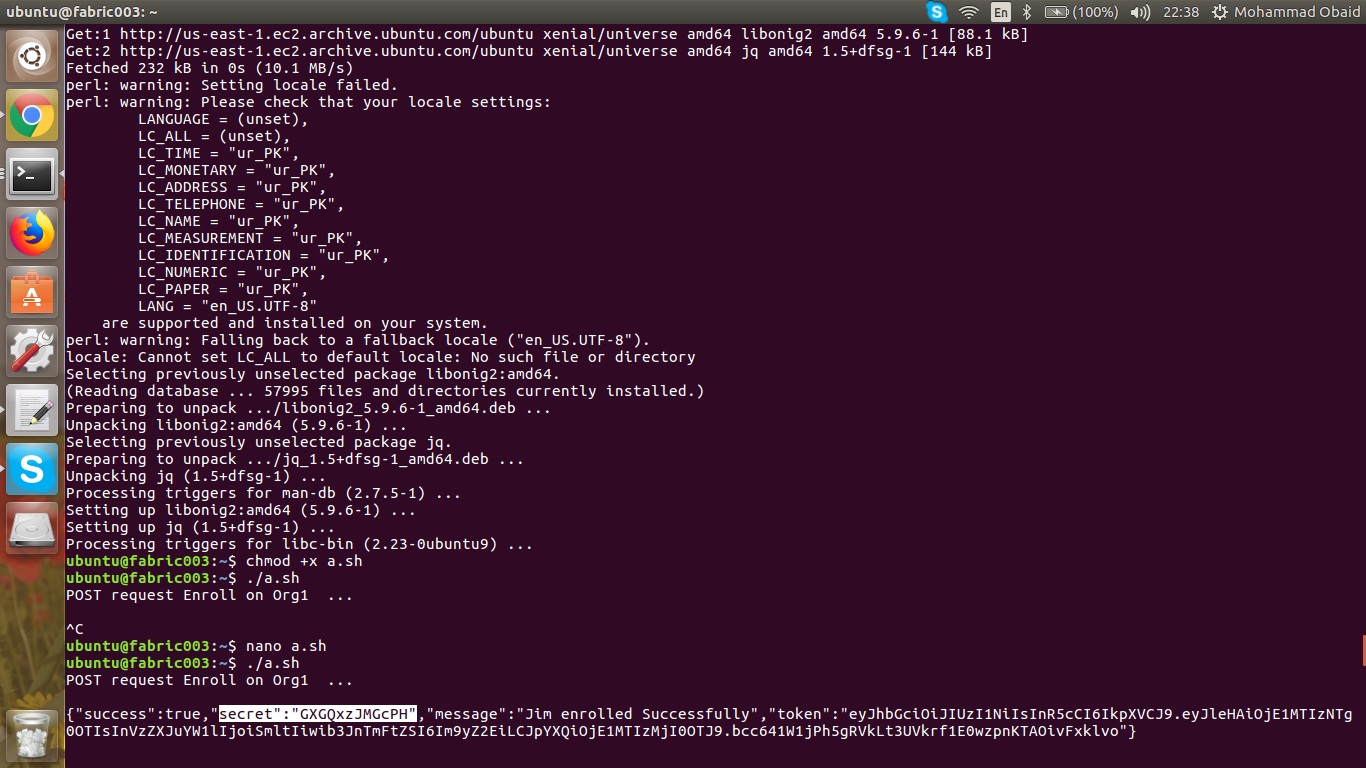 ubuntu@fabric003: ~
En
(100%)
22:38
Mohammad Obaid
Get:1 http://us-east-1.ec2.archive.ubuntu.com/ubuntu xenial/universe amd64 libonig2 amd64 5.9.6-1 [88.1 kB]
Get:2 http://us-east-1.ec2.archive.ubuntu.com/ubuntu xenial/universe amd64 jq amd64 1.5+dfsg-1 [144 kB]
Fetched 232 kB in 0s (10.1 MB/s)
perl: warning: Setting locale failed.
perl: warning: Please check that your locale settings:
        LANGUAGE = (unset),
        LC_ALL = (unset),
        LC_TIME = "ur_PK",
        LC_MONETARY = "ur_PK",
        LC_ADDRESS = "ur_PK",
        LC_TELEPHONE = "ur_PK",
        LC_NAME = "ur_PK",
        LC_MEASUREMENT = "ur_PK",
        LC_IDENTIFICATION = "ur_PK",
        LC_NUMERIC = "ur_PK",
        LC_PAPER = "ur_PK",
        LANG = "en_US.UTF-8"
    are supported and installed on your system.
perl: warning: Falling back to a fallback locale ("en_US.UTF-8").
locale: Cannot set LC_ALL to default locale: No such file or directory
Selecting previously unselected package libonig2:amd64.
(Reading database ... 57995 files and directories currently installed.)
Preparing to unpack .../libonig2_5.9.6-1_amd64.deb ...
Unpacking libonig2:amd64 (5.9.6-1) ...
Selecting previously unselected package jq.
Preparing to unpack .../jq_1.5+dfsg-1_amd64.deb ...
Unpacking jq (1.5+dfsg-1) ...
Processing triggers for man-db (2.7.5-1) ...
Setting up libonig2:amd64 (5.9.6-1) ...
Setting up jq (1.5+dfsg-1) ...
Processing triggers for libc-bin (2.23-0ubuntu9) ...
ubuntu@fabric003:~$ chmod +x a.sh
ubuntu@fabric003:~$ ./a.sh
POST request Enroll on Org1  ...
^C
ubuntu@fabric003:~$ nano a.sh
ubuntu@fabric003:~$ ./a.sh
POST request Enroll on Org1  ...
{"success":true,"secret":"GXGQxzJMGcPH","message":"Jim enrolled Successfully","token":"eyJhbGciOiJIUzI1NiIsInR5cCI6IkpXVCJ9.eyJleHAiOjE1MTIzNTg
0OTIsInVzZXJuYW1lIjoiSmltIiwib3JnTmFtZSI6Im9yZ2EiLCJpYXQiOjE1MTIzMjI0OTJ9.bcc641W1jPh5gRVkLt3UVkrf1E0wzpnKTAOivFxklvo"}